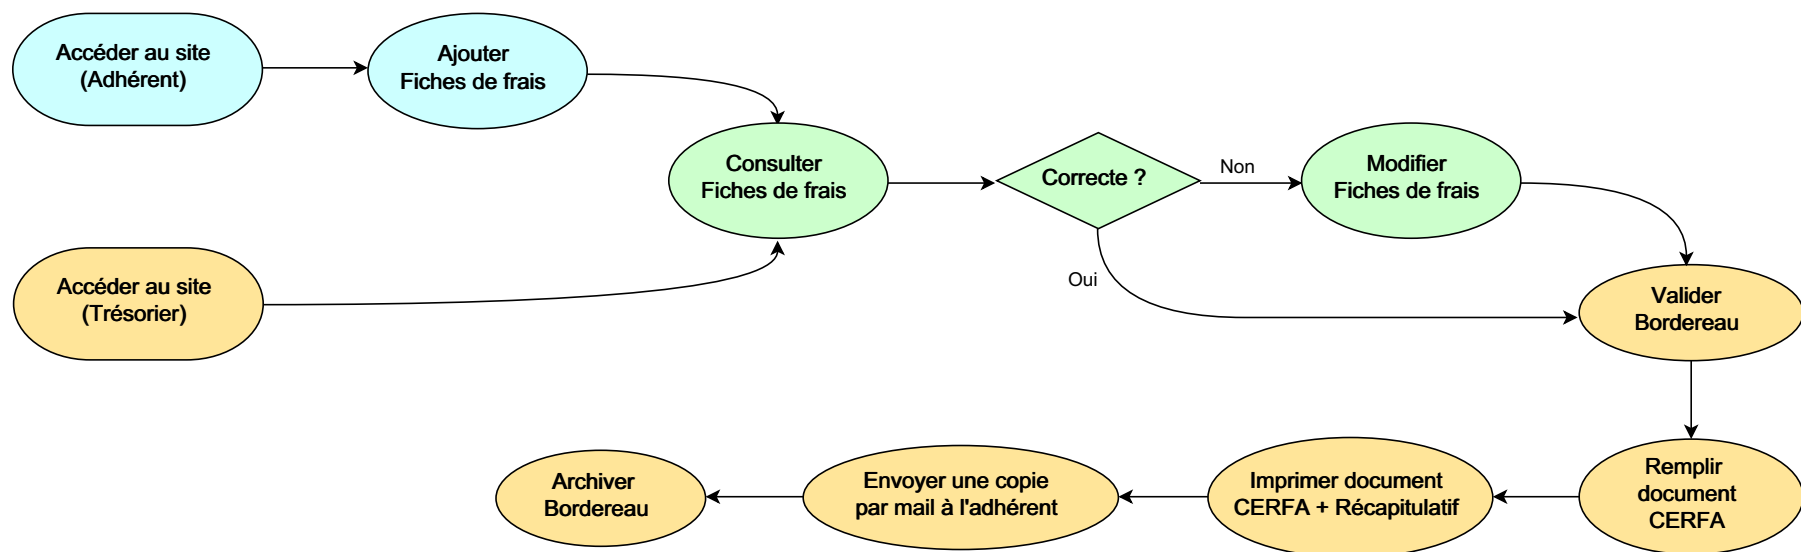 Accéder au site
(Adhérent)
Ajouter
Fiches de frais
Consulter
Fiches de frais
Correcte ?
Non
Modifier
Fiches de frais
Accéder au site
(Trésorier)
Oui
Valider
Bordereau
Remplir
document
CERFA
Imprimer document
CERFA + Récapitulatif
Envoyer une copie
par mail à l'adhérent
Archiver
Bordereau